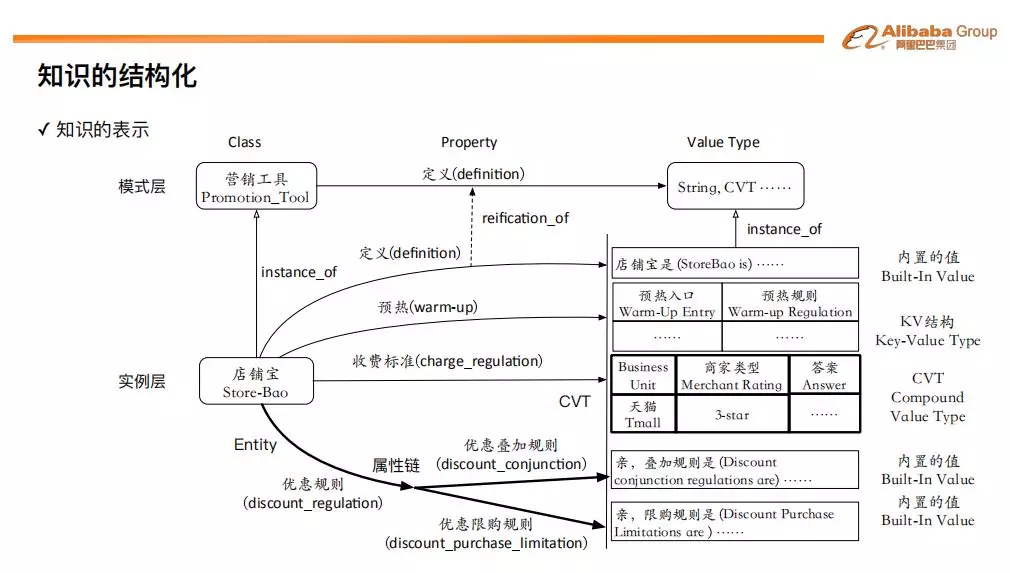 Alibaba Group
阿里巴巴集团
知识的结构化
✓ 知识的表示
Class
Property
Value Type
模式层
营销工具
Promotion_Tool
定义(definition)
String, CVT ……
reification_of
instance_of
instance_of
定义(definition)
店铺宝是 (StoreBao is) ……
内置的值
Built-In Value
预热(warm-up)
预热入口
Warm-Up Entry
预热规则
Warm-up Regulation
……
……
KV结构
Key-Value Type
实例层
店铺宝
Store-Bao
收费标准(charge_regulation)
CVT
Business
Unit
商家类型
Merchant Rating
答案
Answer
天猫
Tmall
3-star
……
CVT
Compound
Value Type
Entity
优惠规则
(discount_regulation)
属性链
优惠叠加规则
(discount_conjunction)
亲，叠加规则是 (Discount
conjunction regulations are) ……
内置的值
Built-In Value
优惠限购规则
(discount_purchase_limitation)
亲，限购规则是 (Discount Purchase
Limitations are ) ……
内置的值
Built-In Value